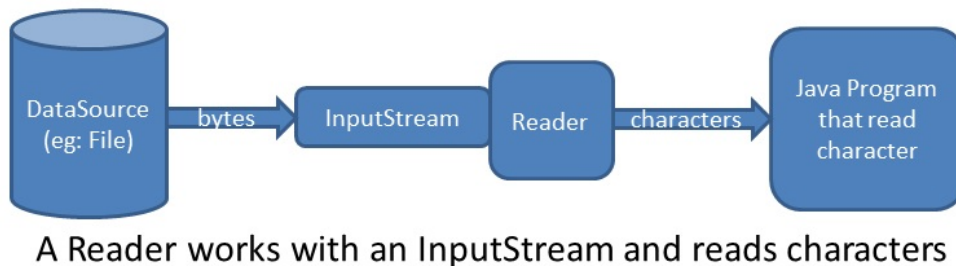 DataSource
(eg: File)
bytes
InputStream
Reader
characters
Java Program
that read
character
A Reader works with an InputStream and reads characters